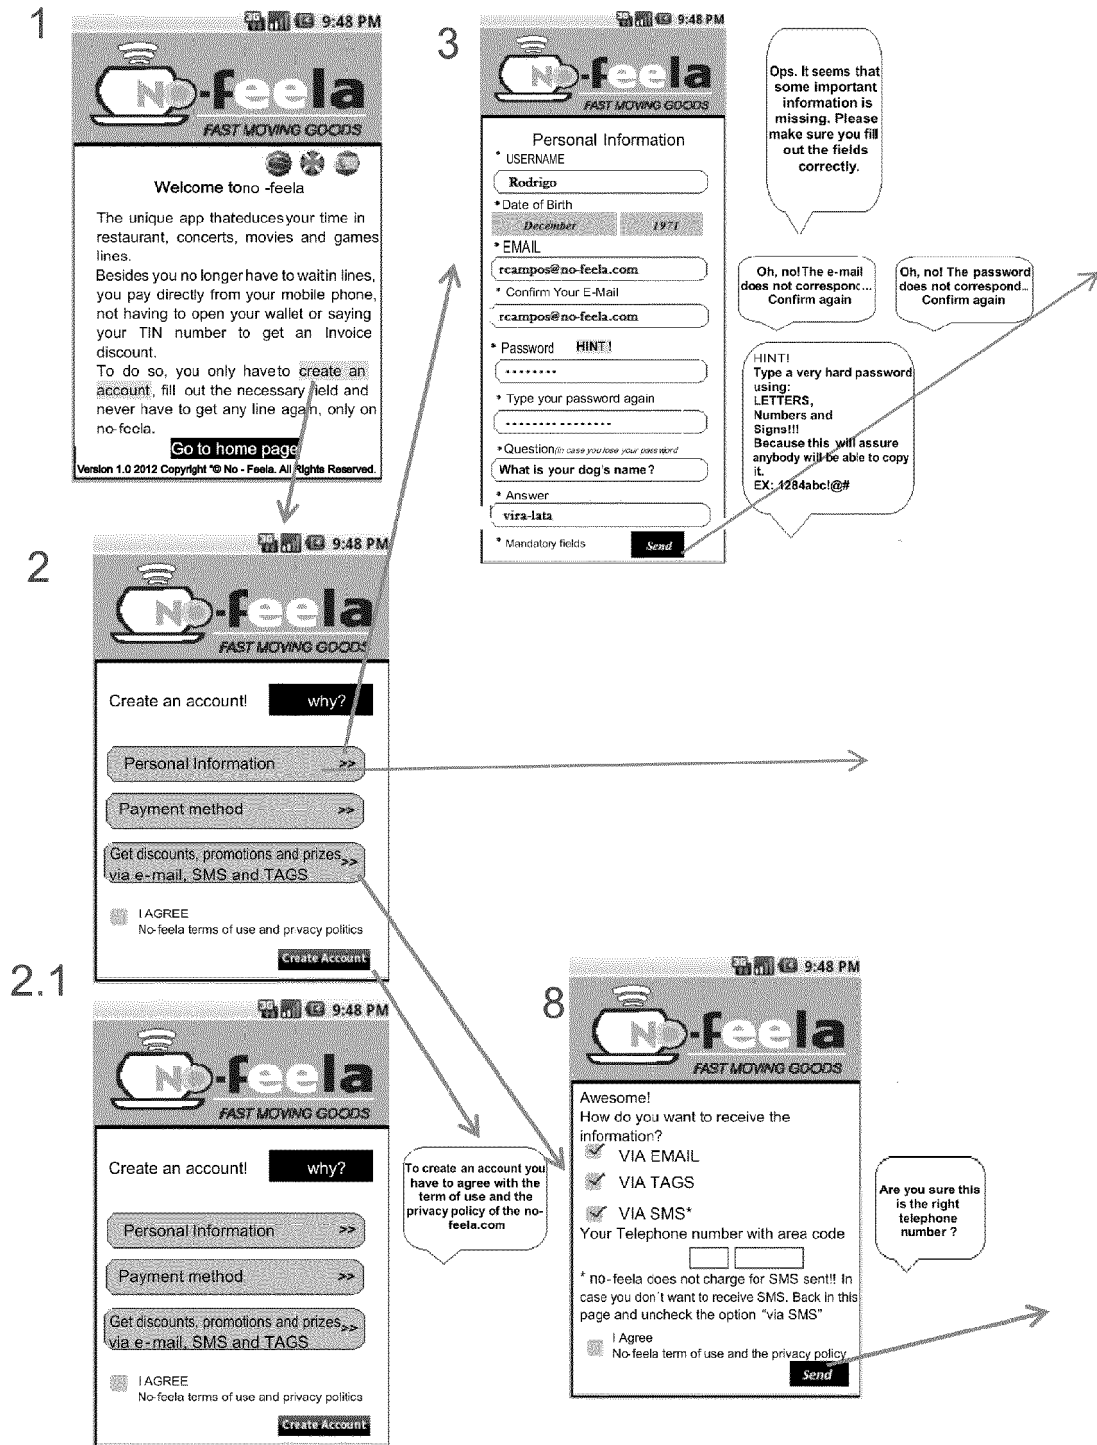 1
3G 9:48 PM
No-feela
FAST MOVING GOODS
Welcome tono -feela
The unique app thateducesyour time in
restaurant, concerts, movies and games
lines.
Besides you no longer have to waitin lines,
you pay directly from your mobile phone,
not having to open your wallet or saying
your TIN number to get an Invoice
discount.
To do so, you only haveto create an
account, fill out the necessary field and
never have to get any line again, only on
no-feela.
Go to home page
Version 1.0 2012 Copyright "© No - Feela. All Rights Reserved.
3
3G 9:48 PM
No-feela
FAST MOVING GOODS
Personal Information
* USERNAME
Rodrigo
* Date of Birth
December 1971
* EMAIL
rcampos@no-feela.com
* Confirm Your E-Mail
rcampos@no-feela.com
* Password HINT!
........
* Type your password again
...............
* Question(in case you lose your password
What is your dog's name?
* Answer
vira-lata
* Mandatory fields Send
Ops. It seems that
some important
information is
missing. Please
make sure you fill
out the fields
correctly.
Oh, no! The e-mail
does not correspond...
Confirm again
Oh, no! The password
does not correspond...
Confirm again
HINT!
Type a very hard password
using:
LETTERS,
Numbers and
Signs!!!
Because this will assure
anybody will be able to copy
it.
EX: 1284abc!@#
2
3G 9:48 PM
No-feela
FAST MOVING GOODS
Create an account! why?
Personal Information >>
Payment method >>
Get discounts, promotions and prizes >>
via e-mail, SMS and TAGS
I AGREE
No-feela terms of use and privacy politics
Create Account
2.1
3G 9:48 PM
No-feela
FAST MOVING GOODS
Create an account! why?
Personal Information >>
Payment method >>
Get discounts, promotions and prizes >>
via e-mail, SMS and TAGS
I AGREE
No-feela terms of use and privacy politics
Create Account
To create an account you
have to agree with the
term of use and the
privacy policy of the no-
feela.com
8
3G 9:48 PM
No-feela
FAST MOVING GOODS
Awesome!
How do you want to receive the
information?
VIA EMAIL
VIA TAGS
VIA SMS*
Your Telephone number with area code
* no-feela does not charge for SMS sent!! In
case you don´t want to receive SMS. Back in this
page and uncheck the option “via SMS”
I Agree
No-feela term of use and the privacy policy
Send
Are you sure this
is the right
telephone
number ?